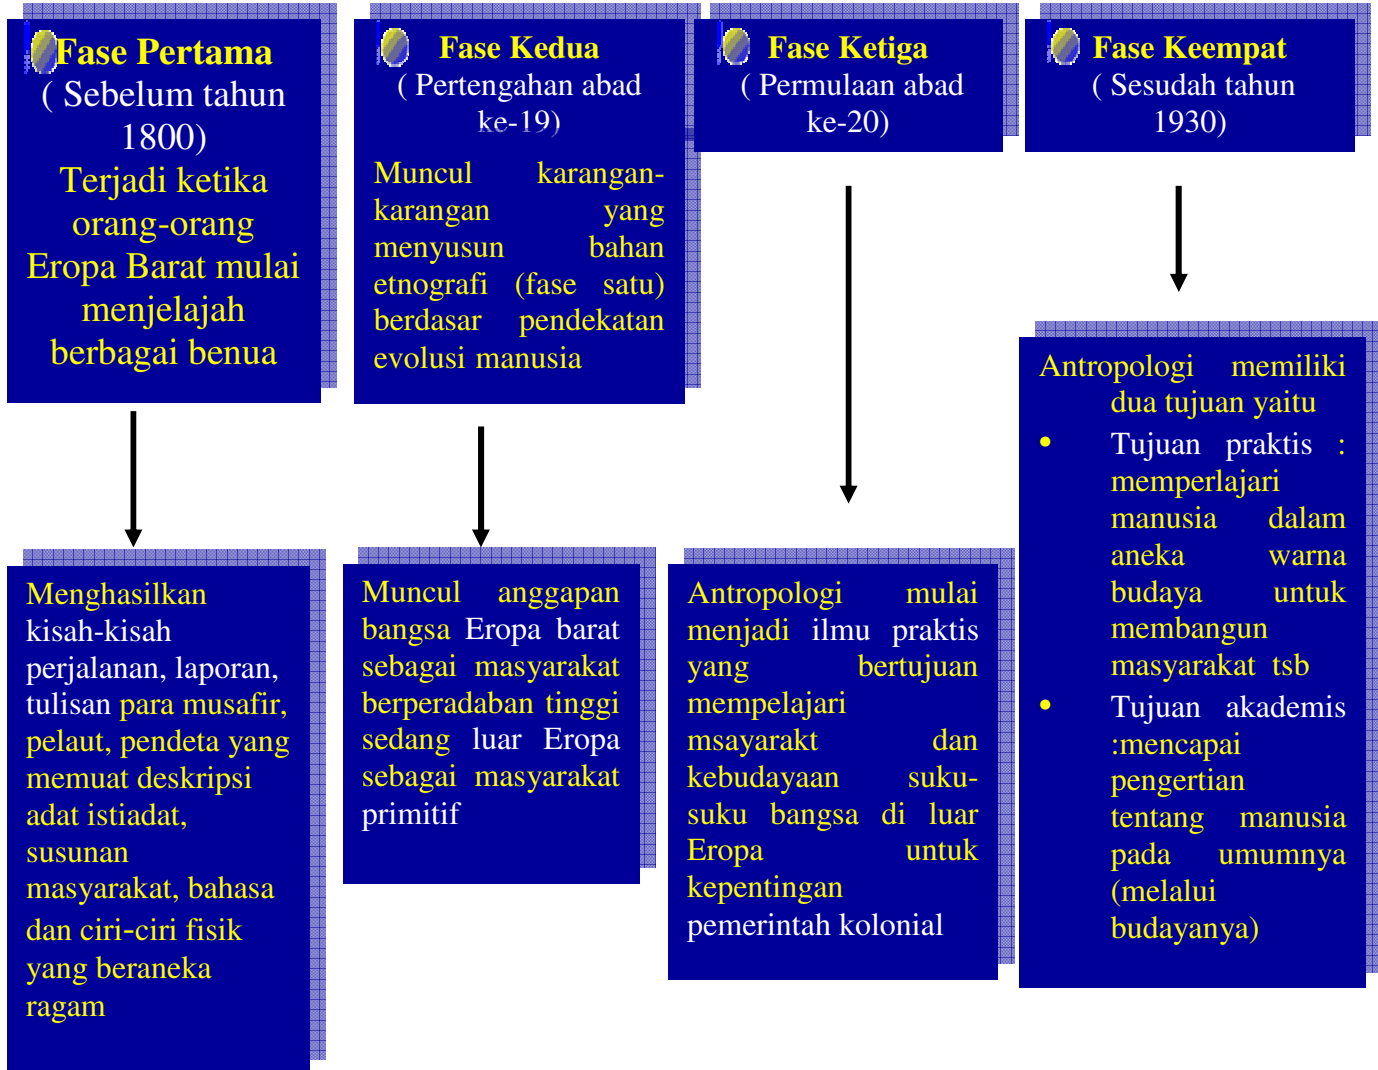 Fase Pertama
( Sebelum tahun
1800)
Terjadi ketika
orang-orang
Eropa Barat mulai
menjelajah
berbagai benua
Menghasilkan
kisah-kisah
perjalanan, laporan,
tulisan para musafir,
pelaut, pendeta yang
memuat deskripsi
adat istiadat,
susunan
masyarakat, bahasa
dan ciri-ciri fisik
yang beraneka
ragam
Fase Kedua
( Pertengahan abad
ke-19)
Muncul karangan-
karangan yang
menyusun bahan
etnografi (fase satu)
berdasar pendekatan
evolusi manusia
Muncul anggapan
bangsa Eropa barat
sebagai masyarakat
berperadaban tinggi
sedang luar Eropa
sebagai masyarakat
primitif
Fase Ketiga
( Permulaan abad
ke-20)
Antropologi mulai
menjadi ilmu praktis
yang bertujuan
mempelajari
msayarakt dan
kebudayaan suku-
suku bangsa di luar
Eropa untuk
kepentingan
pemerintah kolonial
Fase Keempat
( Sesudah tahun
1930)
Antropologi memiliki
dua tujuan yaitu
• Tujuan praktis :
memperlajari
manusia dalam
aneka warna
budaya untuk
membangun
masyarakat tsb
• Tujuan akademis
:mencapai
pengertian
tentang manusia
pada umumnya
(melalui
budayanya)